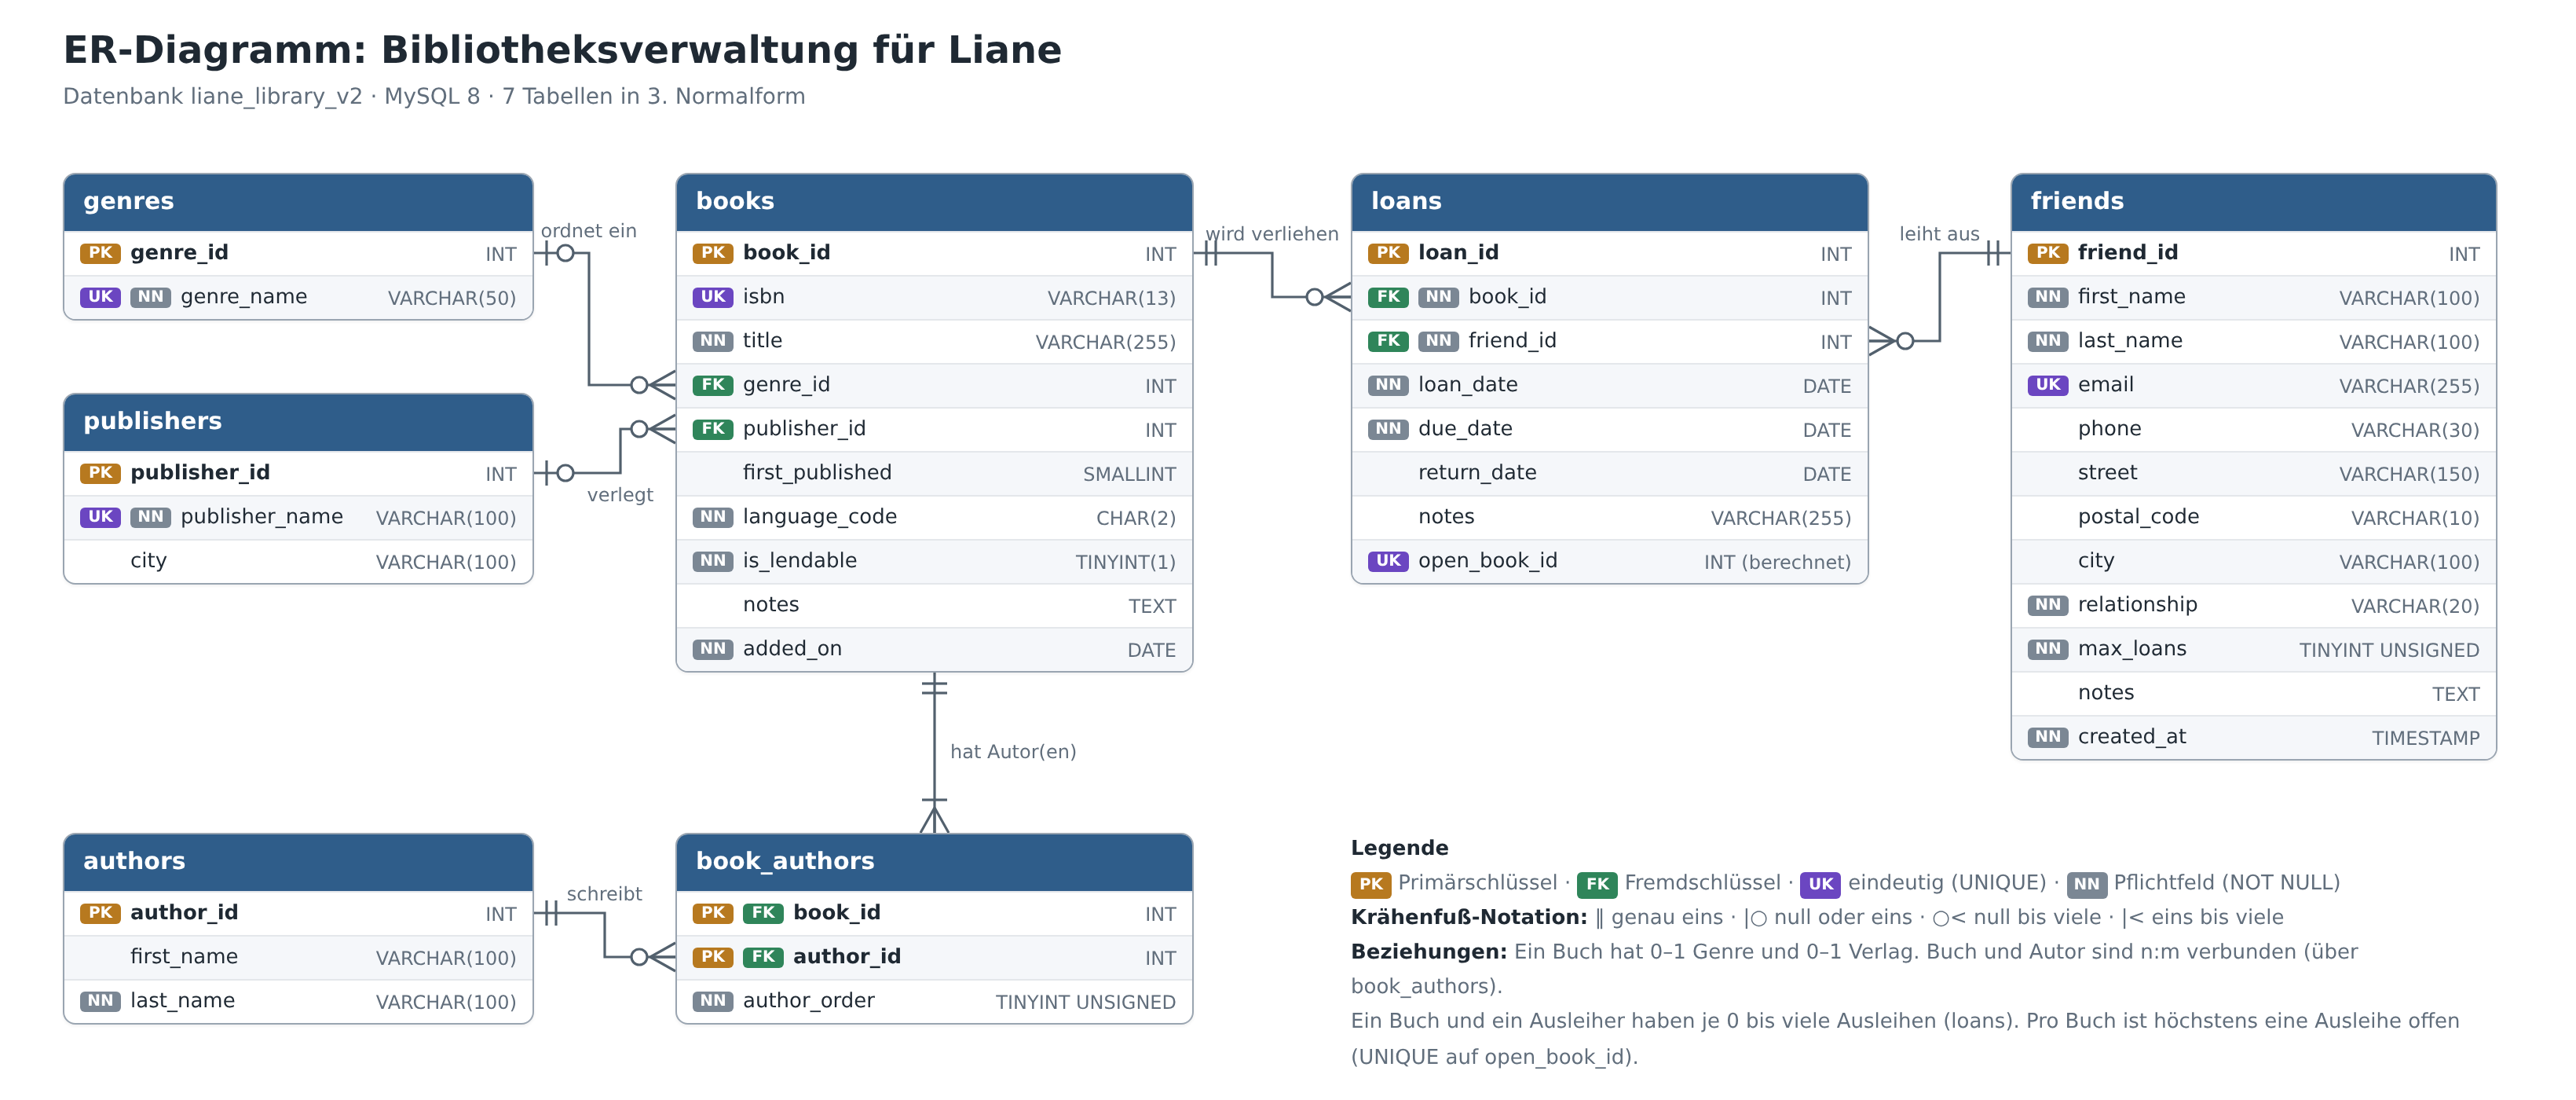 ER-Diagramm: Bibliotheksverwaltung für Liane
Datenbank liane_library_v2 · MySQL 8 · 7 Tabellen in 3. Normalform
genres
PK genre_id INT
UK NN genre_name VARCHAR(50)
ordnet ein
publishers
PK publisher_id INT
UK NN publisher_name VARCHAR(100)
city VARCHAR(100)
verlegt
books
PK book_id INT
UK isbn VARCHAR(13)
NN title VARCHAR(255)
FK genre_id INT
FK publisher_id INT
first_published SMALLINT
NN language_code CHAR(2)
NN is_lendable TINYINT(1)
notes TEXT
NN added_on DATE
wird verliehen
loans
PK loan_id INT
FK NN book_id INT
FK NN friend_id INT
NN loan_date DATE
NN due_date DATE
return_date DATE
notes VARCHAR(255)
UK open_book_id INT (berechnet)
leiht aus
friends
PK friend_id INT
NN first_name VARCHAR(100)
NN last_name VARCHAR(100)
UK email VARCHAR(255)
phone VARCHAR(30)
street VARCHAR(150)
postal_code VARCHAR(10)
city VARCHAR(100)
NN relationship VARCHAR(20)
NN max_loans TINYINT UNSIGNED
notes TEXT
NN created_at TIMESTAMP
hat Autor(en)
authors
PK author_id INT
first_name VARCHAR(100)
NN last_name VARCHAR(100)
schreibt
book_authors
PK FK book_id INT
PK FK author_id INT
NN author_order TINYINT UNSIGNED
Legende
PK Primärschlüssel · FK Fremdschlüssel · UK eindeutig (UNIQUE) · NN Pflichtfeld (NOT NULL)
Krähenfuß-Notation: ‖ genau eins · |○ null oder eins · ○< null bis viele · |< eins bis viele
Beziehungen: Ein Buch hat 0–1 Genre und 0–1 Verlag. Buch und Autor sind n:m verbunden (über
book_authors).
Ein Buch und ein Ausleiher haben je 0 bis viele Ausleihen (loans). Pro Buch ist höchstens eine Ausleihe offen
(UNIQUE auf open_book_id).